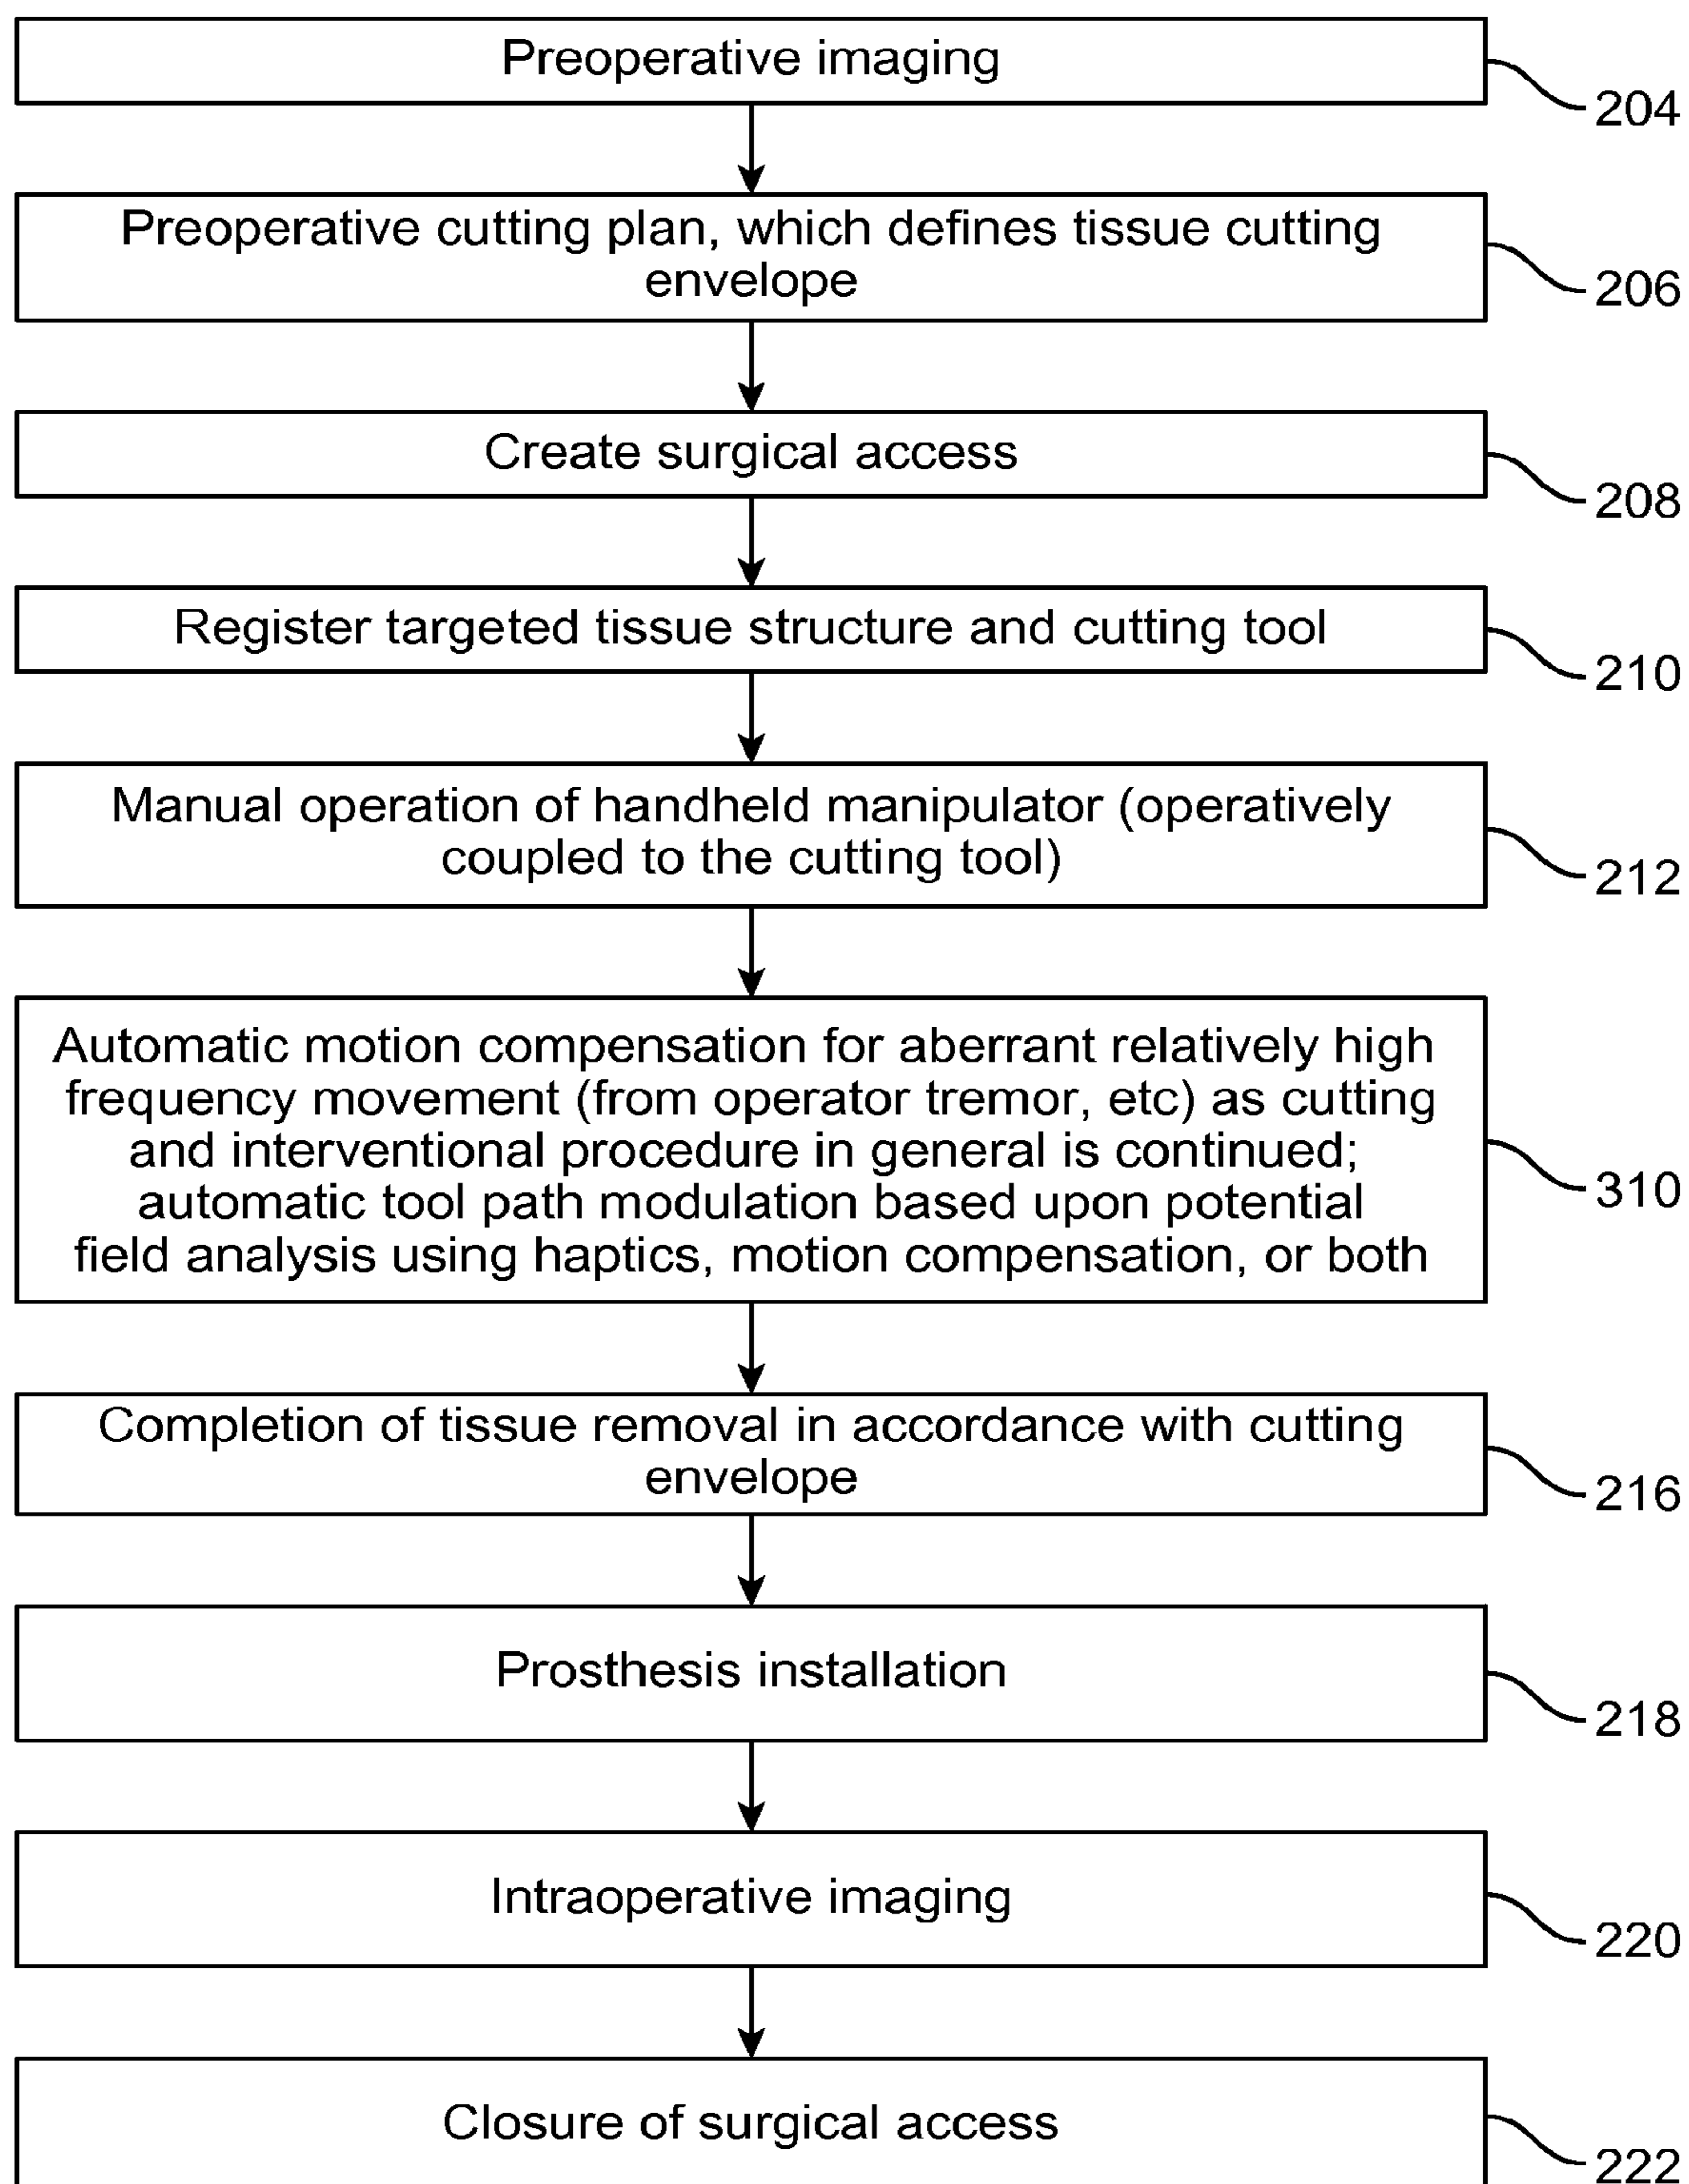 Preoperative imaging
204
Preoperative cutting plan, which defines tissue cutting
envelope
206
Create surgical access
208
Register targeted tissue structure and cutting tool
210
Manual operation of handheld manipulator (operatively
coupled to the cutting tool)
212
Automatic motion compensation for aberrant relatively high
frequency movement (from operator tremor, etc) as cutting
and interventional procedure in general is continued;
automatic tool path modulation based upon potential
field analysis using haptics, motion compensation, or both
310
Completion of tissue removal in accordance with cutting
envelope
216
Prosthesis installation
218
Intraoperative imaging
220
Closure of surgical access
222